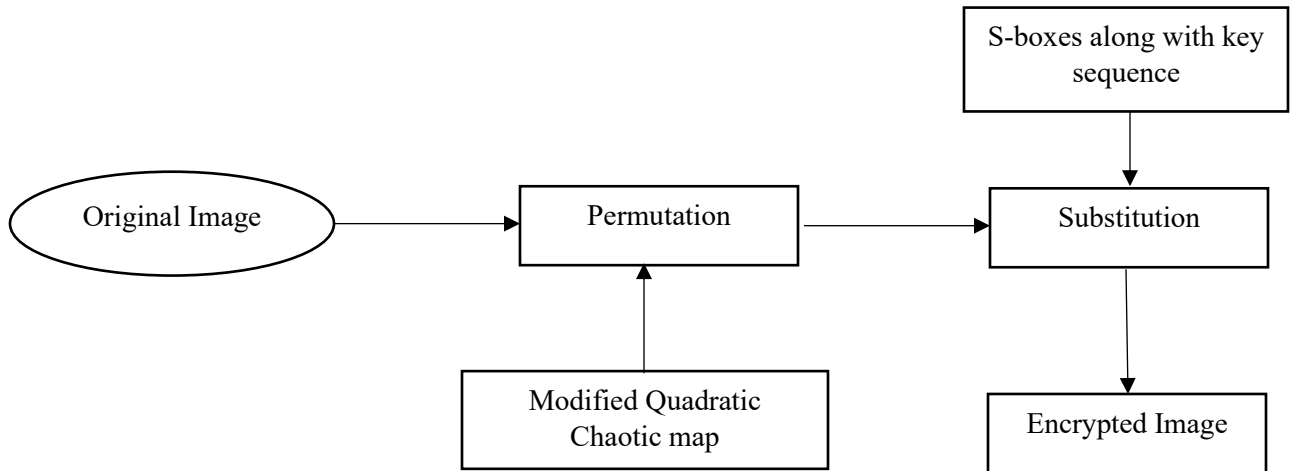 S-boxes along with key
sequence
Original Image
Permutation
Substitution
Modified Quadratic
Chaotic map
Encrypted Image